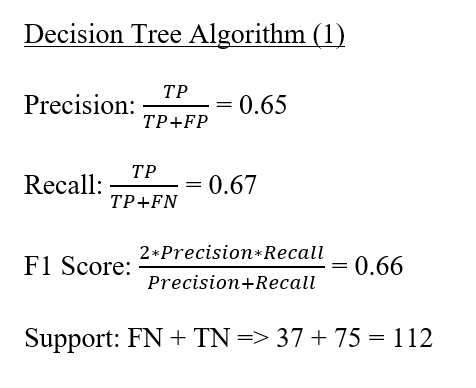 Decision Tree Algorithm (1)
Precision: TP/TP+FP = 0.65
Recall: TP/TP+FN = 0.67
F1 Score: 2*Precision*Recall/Precision+Recall = 0.66
Support: FN + TN => 37 + 75 = 112